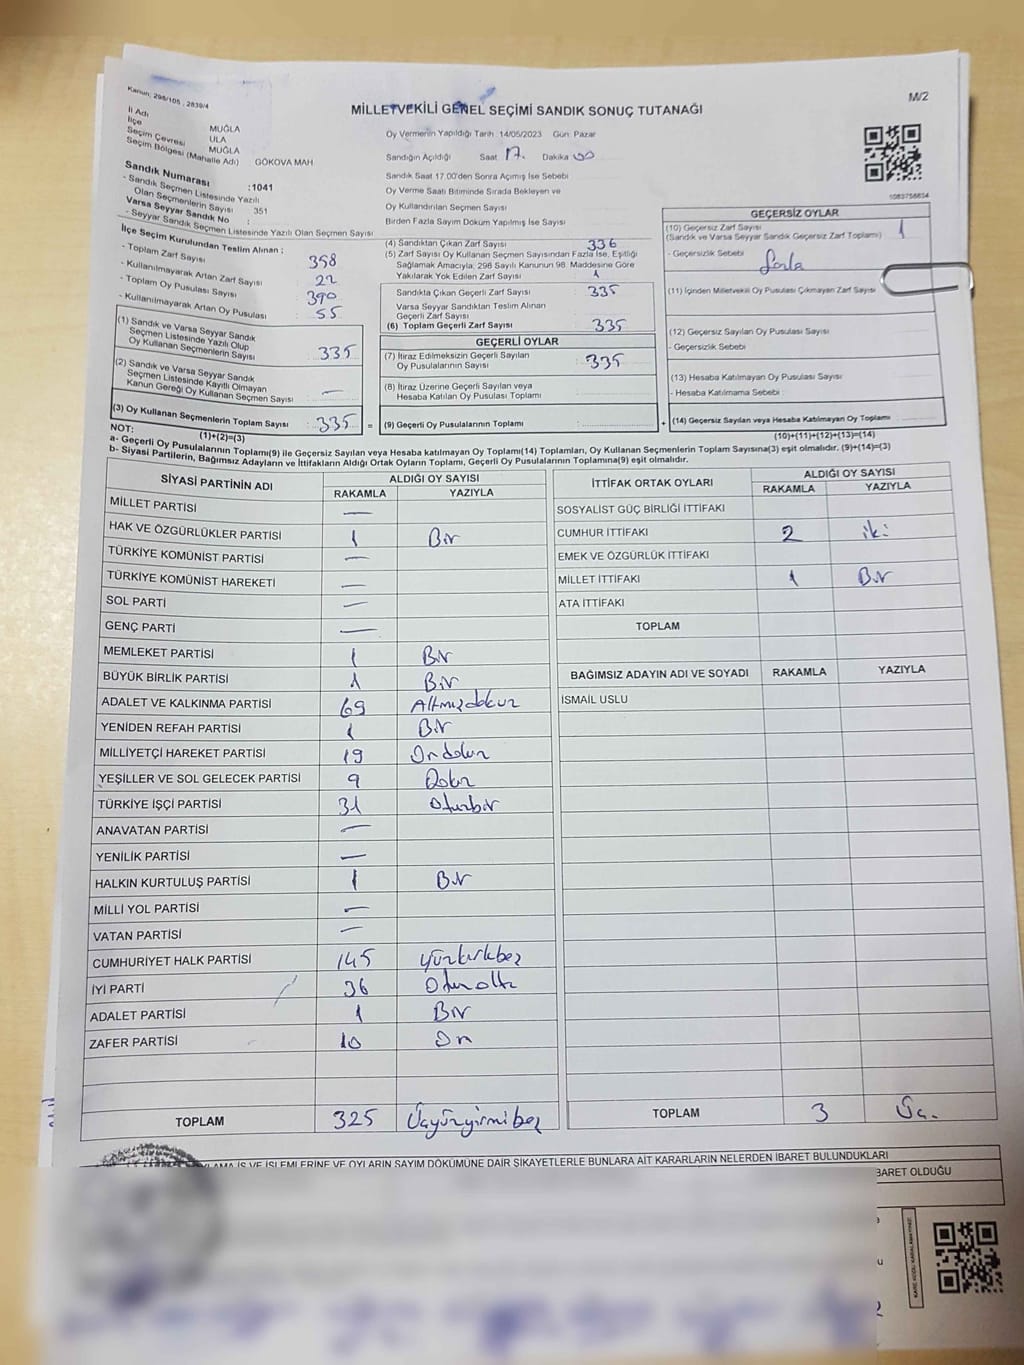 Kanun: 298/105 , 2839/4
M/2
MİLLETVEKİLİ GENEL SEÇİMİ SANDIK SONUÇ TUTANAĞI
İl Adı MUĞLA
İlçe ULA
Seçim Çevresi MUĞLA
Seçim Bölgesi (Mahalle Adı) GÖKOVA MAH
Sandık Numarası :1041
- Sandık Seçmen Listesinde Yazılı
Olan Seçmenlerin Sayısı 351
Varsa Seyyar Sandık No :
- Seyyar Sandık Seçmen Listesinde Yazılı Olan Seçmen Sayısı
Oy Vermenin Yapıldığı Tarih :14/05/2023 Gün: Pazar
Sandığın Açıldığı Saat 17. Dakika 00
Sandık Saat 17.00'den Sonra Açımış İse Sebebi
Oy Verme Saati Bitiminde Sırada Bekleyen ve
Oy Kullandırılan Seçmen Sayısı
Birden Fazla Sayım Döküm Yapılmış İse Sayısı
İlçe Seçim Kurulundan Teslim Alınan ;
- Toplam Zarf Sayısı 358
- Kullanılmayarak Artan Zarf Sayısı 22
- Toplam Oy Pusulası Sayısı : 390
- Kullanılmayarak Artan Oy Pusulası : 55
(1) Sandık ve Varsa Seyyar Sandık
Seçmen Listesinde Yazılı Olup
Oy Kullanan Seçmenlerin Sayısı : 335
(2) Sandık ve Varsa Seyyar Sandık
Seçmen Listesinde Kayıtlı Olmayan
Kanun Gereği Oy Kullanan Seçmen Sayısı : —
(3) Oy Kullanan Seçmenlerin Toplam Sayısı : 335 =
(1)+(2)=(3)
(4) Sandıktan Çıkan Zarf Sayısı : 336
(5) Zarf Sayısı Oy Kullanan Seçmen Sayısından Fazla İse, Eşitliği
Sağlamak Amacıyla, 298 Sayılı Kanunun 98. Maddesine Göre
Yakılarak Yok Edilen Zarf Sayısı : 1
Sandıkta Çıkan Geçerli Zarf Sayısı : 335
Varsa Seyyar Sandıktan Teslim Alınan
Geçerli Zarf Sayısı :
(6) Toplam Geçerli Zarf Sayısı : 335
GEÇERLİ OYLAR
(7) İtiraz Edilmeksizin Geçerli Sayılan
Oy Pusulalarının Sayısı : 335
(8) İtiraz Üzerine Geçerli Sayılan veya
Hesaba Katılan Oy Pusulası Toplamı :
(9) Geçerli Oy Pusulalarının Toplamı : +
1083756654
GEÇERSİZ OYLAR
(10) Geçersiz Zarf Sayısı 1
(Sandık ve Varsa Seyyar Sandık Geçersiz Zarf Toplamı) :
- Geçersizlik Sebebi : fazla
(11) İçinden Milletvekili Oy Pusulası Çıkmayan Zarf Sayısı :
(12) Geçersiz Sayılan Oy Pusulası Sayısı :
- Geçersizlik Sebebi
(13) Hesaba Katılmayan Oy Pusulası Sayısı :
- Hesaba Katılmama Sebebi :
(14) Geçersiz Sayılan veya Hesaba Katılmayan Oy Toplamı :
(10)+(11)+(12)+(13)=(14)
NOT:
a- Geçerli Oy Pusulalarının Toplamı(9) ile Geçersiz Sayılan veya Hesaba katılmayan Oy Toplamı(14) Toplamları, Oy Kullanan Seçmenlerin Toplam Sayısına(3) eşit olmalıdır. (9)+(14)=(3)
b- Siyasi Partilerin, Bağımsız Adayların ve İttifakların Aldığı Ortak Oyların Toplamı, Geçerli Oy Pusulalarının Toplamına(9) eşit olmalıdır.
SİYASİ PARTİNİN ADI ALDIĞI OY SAYISI
RAKAMLA YAZIYLA
MİLLET PARTİSİ —
HAK VE ÖZGÜRLÜKLER PARTİSİ 1 Bir
TÜRKİYE KOMÜNİST PARTİSİ —
TÜRKİYE KOMÜNİST HAREKETİ —
SOL PARTİ —
GENÇ PARTİ —
MEMLEKET PARTİSİ 1 Bir
BÜYÜK BİRLİK PARTİSİ 1 Bir
ADALET VE KALKINMA PARTİSİ 69 Altmışdokuz
YENİDEN REFAH PARTİSİ 1 Bir
MİLLİYETÇİ HAREKET PARTİSİ 19 Ondokuz
YEŞİLLER VE SOL GELECEK PARTİSİ 9 Dokuz
TÜRKİYE İŞÇİ PARTİSİ 31 Otuzbir
ANAVATAN PARTİSİ —
YENİLİK PARTİSİ —
HALKIN KURTULUŞ PARTİSİ 1 Bir
MİLLİ YOL PARTİSİ —
VATAN PARTİSİ —
CUMHURİYET HALK PARTİSİ 145 Yüzkırkbeş
İYİ PARTİ 36 Otuzaltı
ADALET PARTİSİ 1 Bir
ZAFER PARTİSİ 10 On
TOPLAM 325 Üçyüzyirmibeş
İTTİFAK ORTAK OYLARI ALDIĞI OY SAYISI
RAKAMLA YAZIYLA
SOSYALİST GÜÇ BİRLİĞİ İTTİFAKI
CUMHUR İTTİFAKI 2 iki
EMEK VE ÖZGÜRLÜK İTTİFAKI
MİLLET İTTİFAKI 1 Bir
ATA İTTİFAKI
TOPLAM
BAĞIMSIZ ADAYIN ADI VE SOYADI RAKAMLA YAZIYLA
İSMAİL USLU
TOPLAM 3 Üç.
İŞ VE İŞLEMLERİNE VE OYLARIN SAYIM DÖKÜMÜNE DAİR ŞİKAYETLERLE BUNLARA AİT KARARLARIN NELERDEN İBARET BULUNDUKLARI
İBARET OLDUĞU